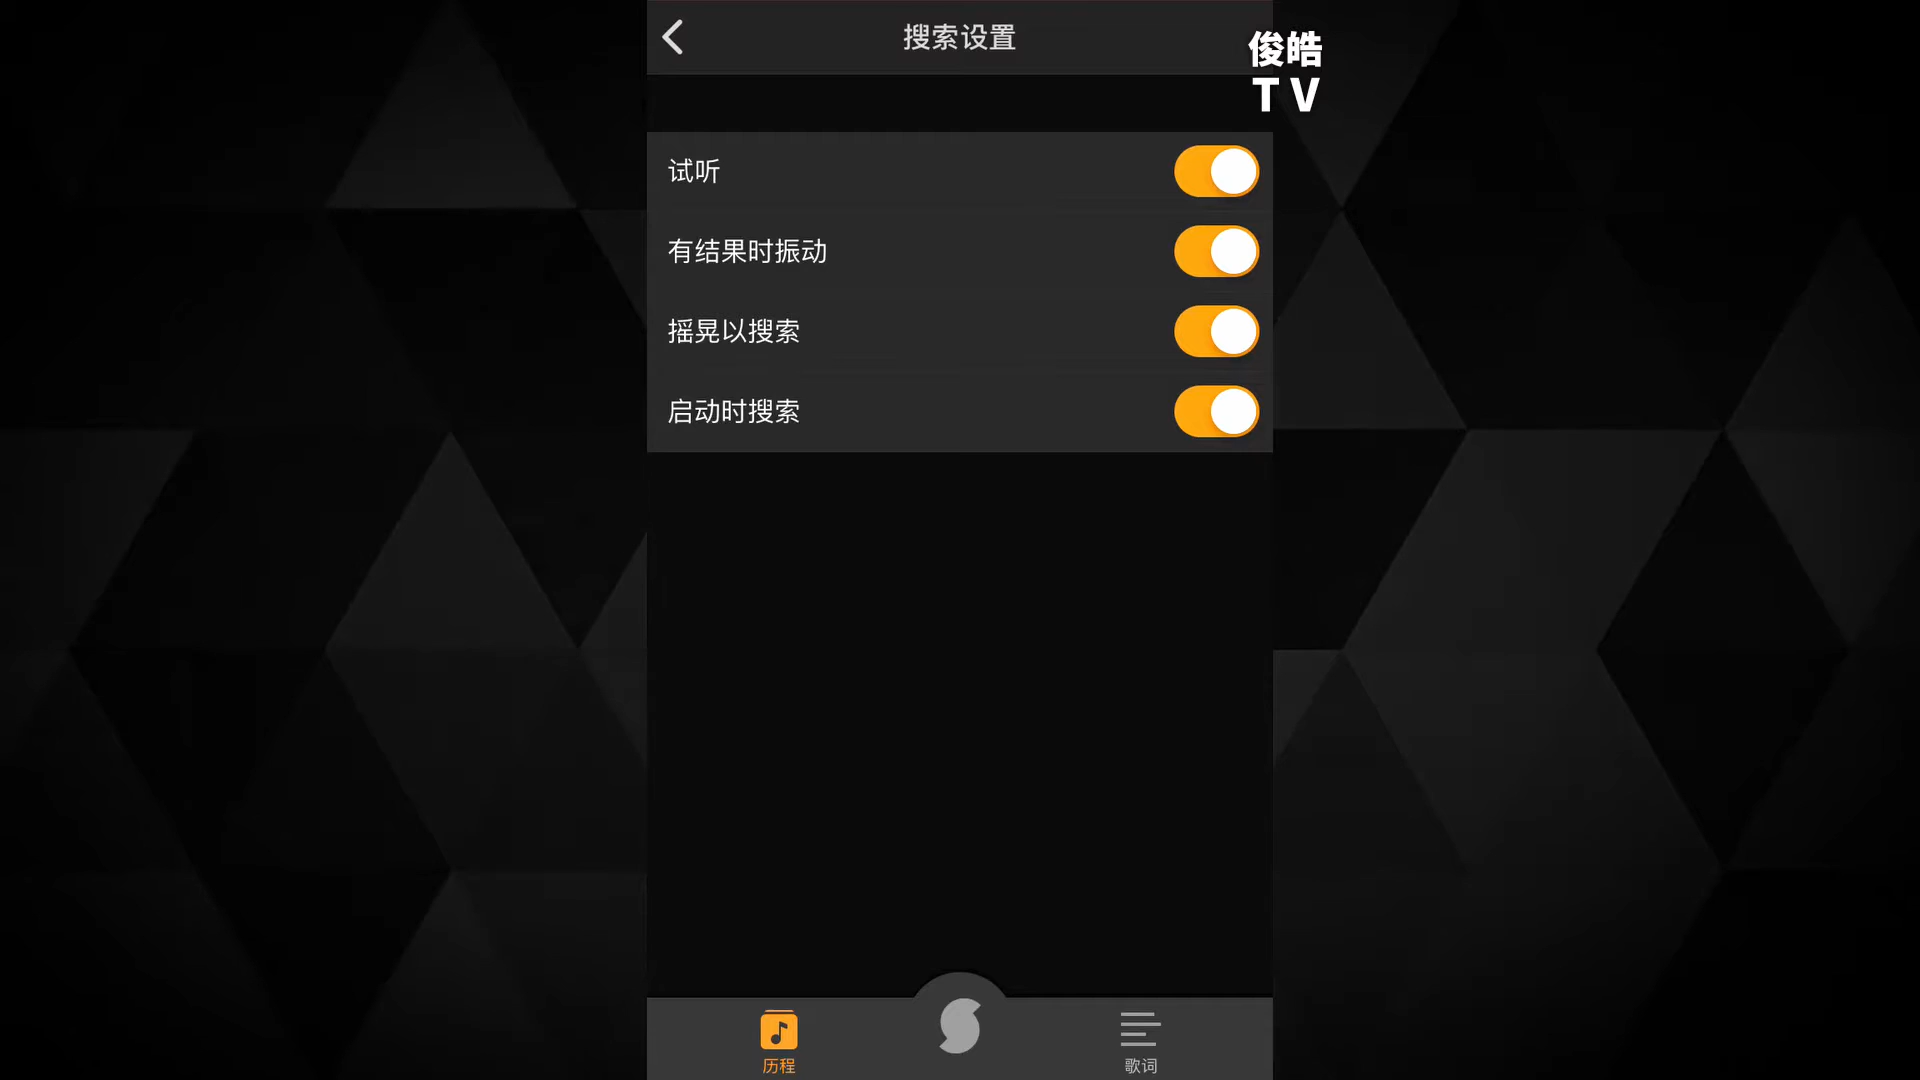 搜索设置
俊皓
TV
试听
有结果时振动
摇晃以搜索
启动时搜索
历程
歌词